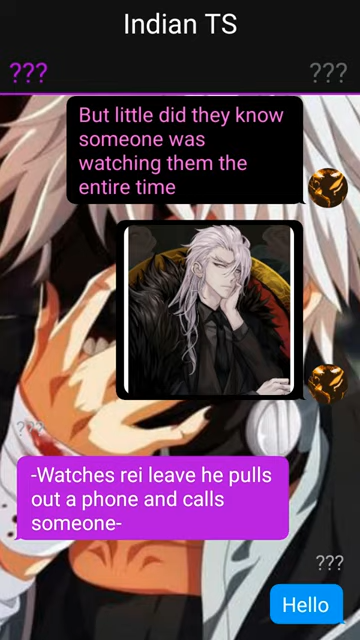 Indian TS
??? ???
But little did they know
someone was
watching them the
entire time
???
-Watches rei leave he pulls
out a phone and calls
someone-
???
Hello